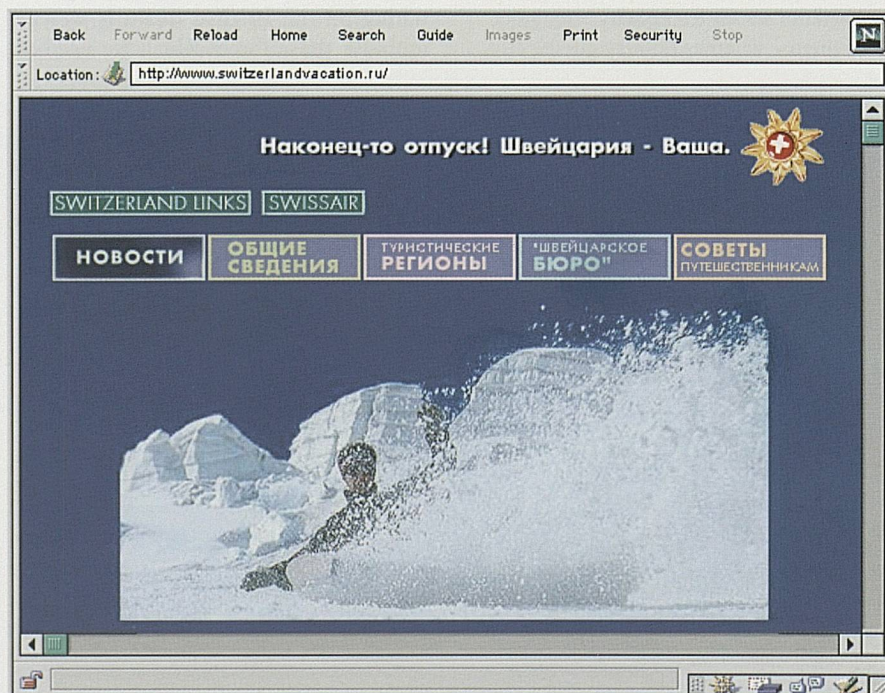 Back Forward Reload Home Search Guide Images Print Security Stop
N
Location: http://www.switzerlandvacation.ru/
Наконец-то отпуск! Швейцария - Ваша.
SWITZERLAND LINKS SWISSAIR
НОВОСТИ
ОБЩИЕ
СВЕДЕНИЯ
ТУРИСТИЧЕСКИЕ
РЕГИОНЫ
"ШВЕЙЦАРСКОЕ
БЮРО"
СОВЕТЫ
ПУТЕШЕСТВЕННИКАМ